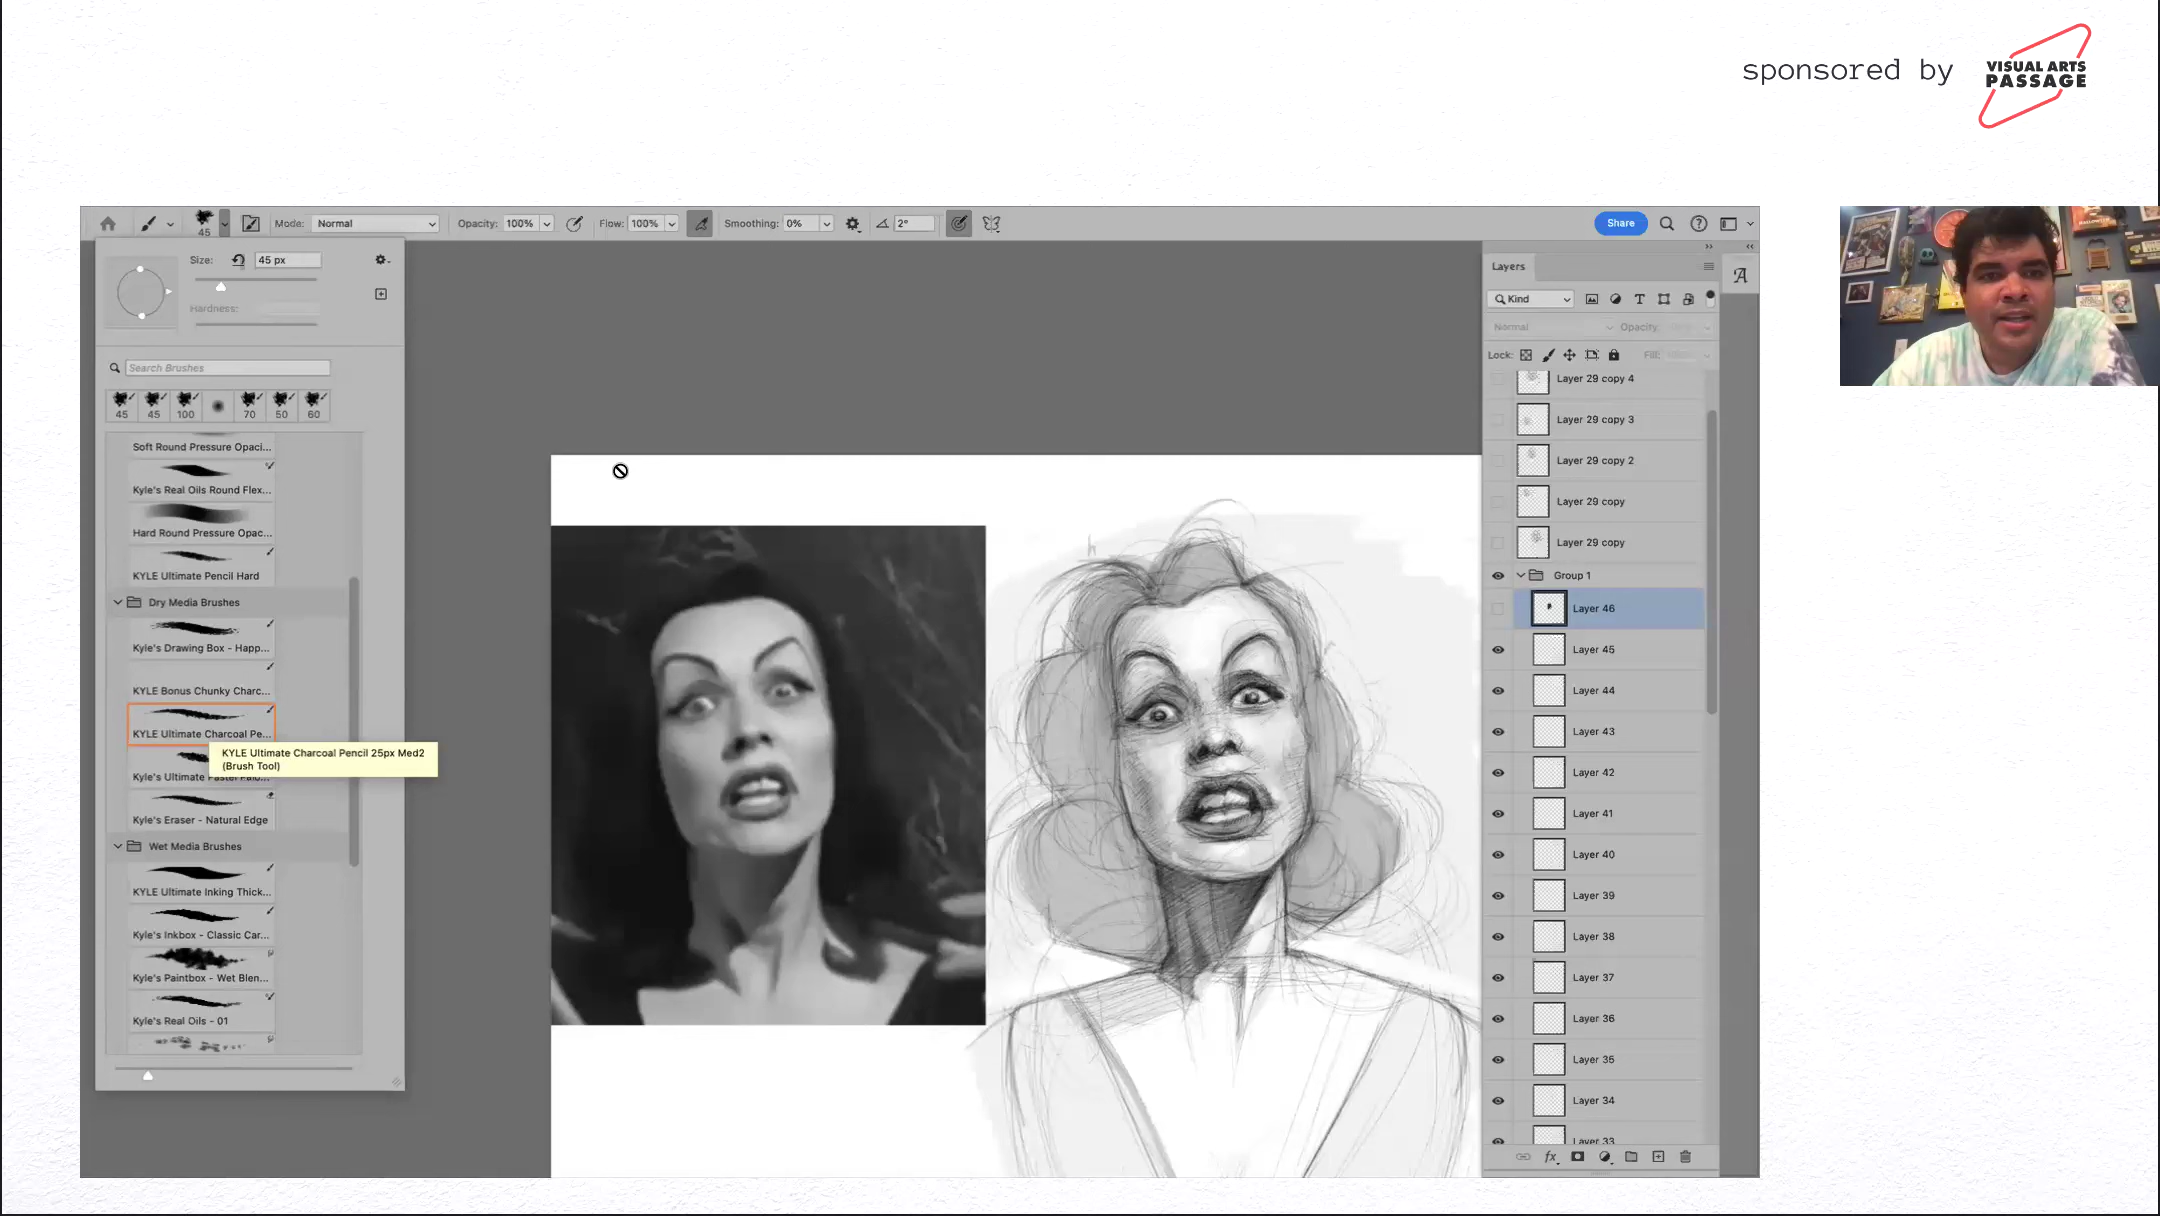 sponsored by
VISUAL ARTS
PASSAGE
45
Mode: Normal
Opacity: 100%
Flow: 100%
Smoothing: 0%
2°
Share
Size: 45 px
Hardness:
Search Brushes
45 45 100 70 50 60
Soft Round Pressure Opaci...
Kyle's Real Oils Round Flex...
Hard Round Pressure Opac...
KYLE Ultimate Pencil Hard
Dry Media Brushes
Kyle's Drawing Box - Happ...
KYLE Bonus Chunky Charc...
KYLE Ultimate Charcoal Pe...
KYLE Ultimate Charcoal Pencil 25px Med2
(Brush Tool)
Kyle's Ultimate Pastel Palo...
Kyle's Eraser - Natural Edge
Wet Media Brushes
KYLE Ultimate Inking Thick...
Kyle's Inkbox - Classic Car...
Kyle's Paintbox - Wet Blen...
Kyle's Real Oils - 01
Layers
Kind
Normal Opacity:
Lock: Fill:
Layer 29 copy 4
Layer 29 copy 3
Layer 29 copy 2
Layer 29 copy
Layer 29 copy
Group 1
Layer 46
Layer 45
Layer 44
Layer 43
Layer 42
Layer 41
Layer 40
Layer 39
Layer 38
Layer 37
Layer 36
Layer 35
Layer 34
Layer 33